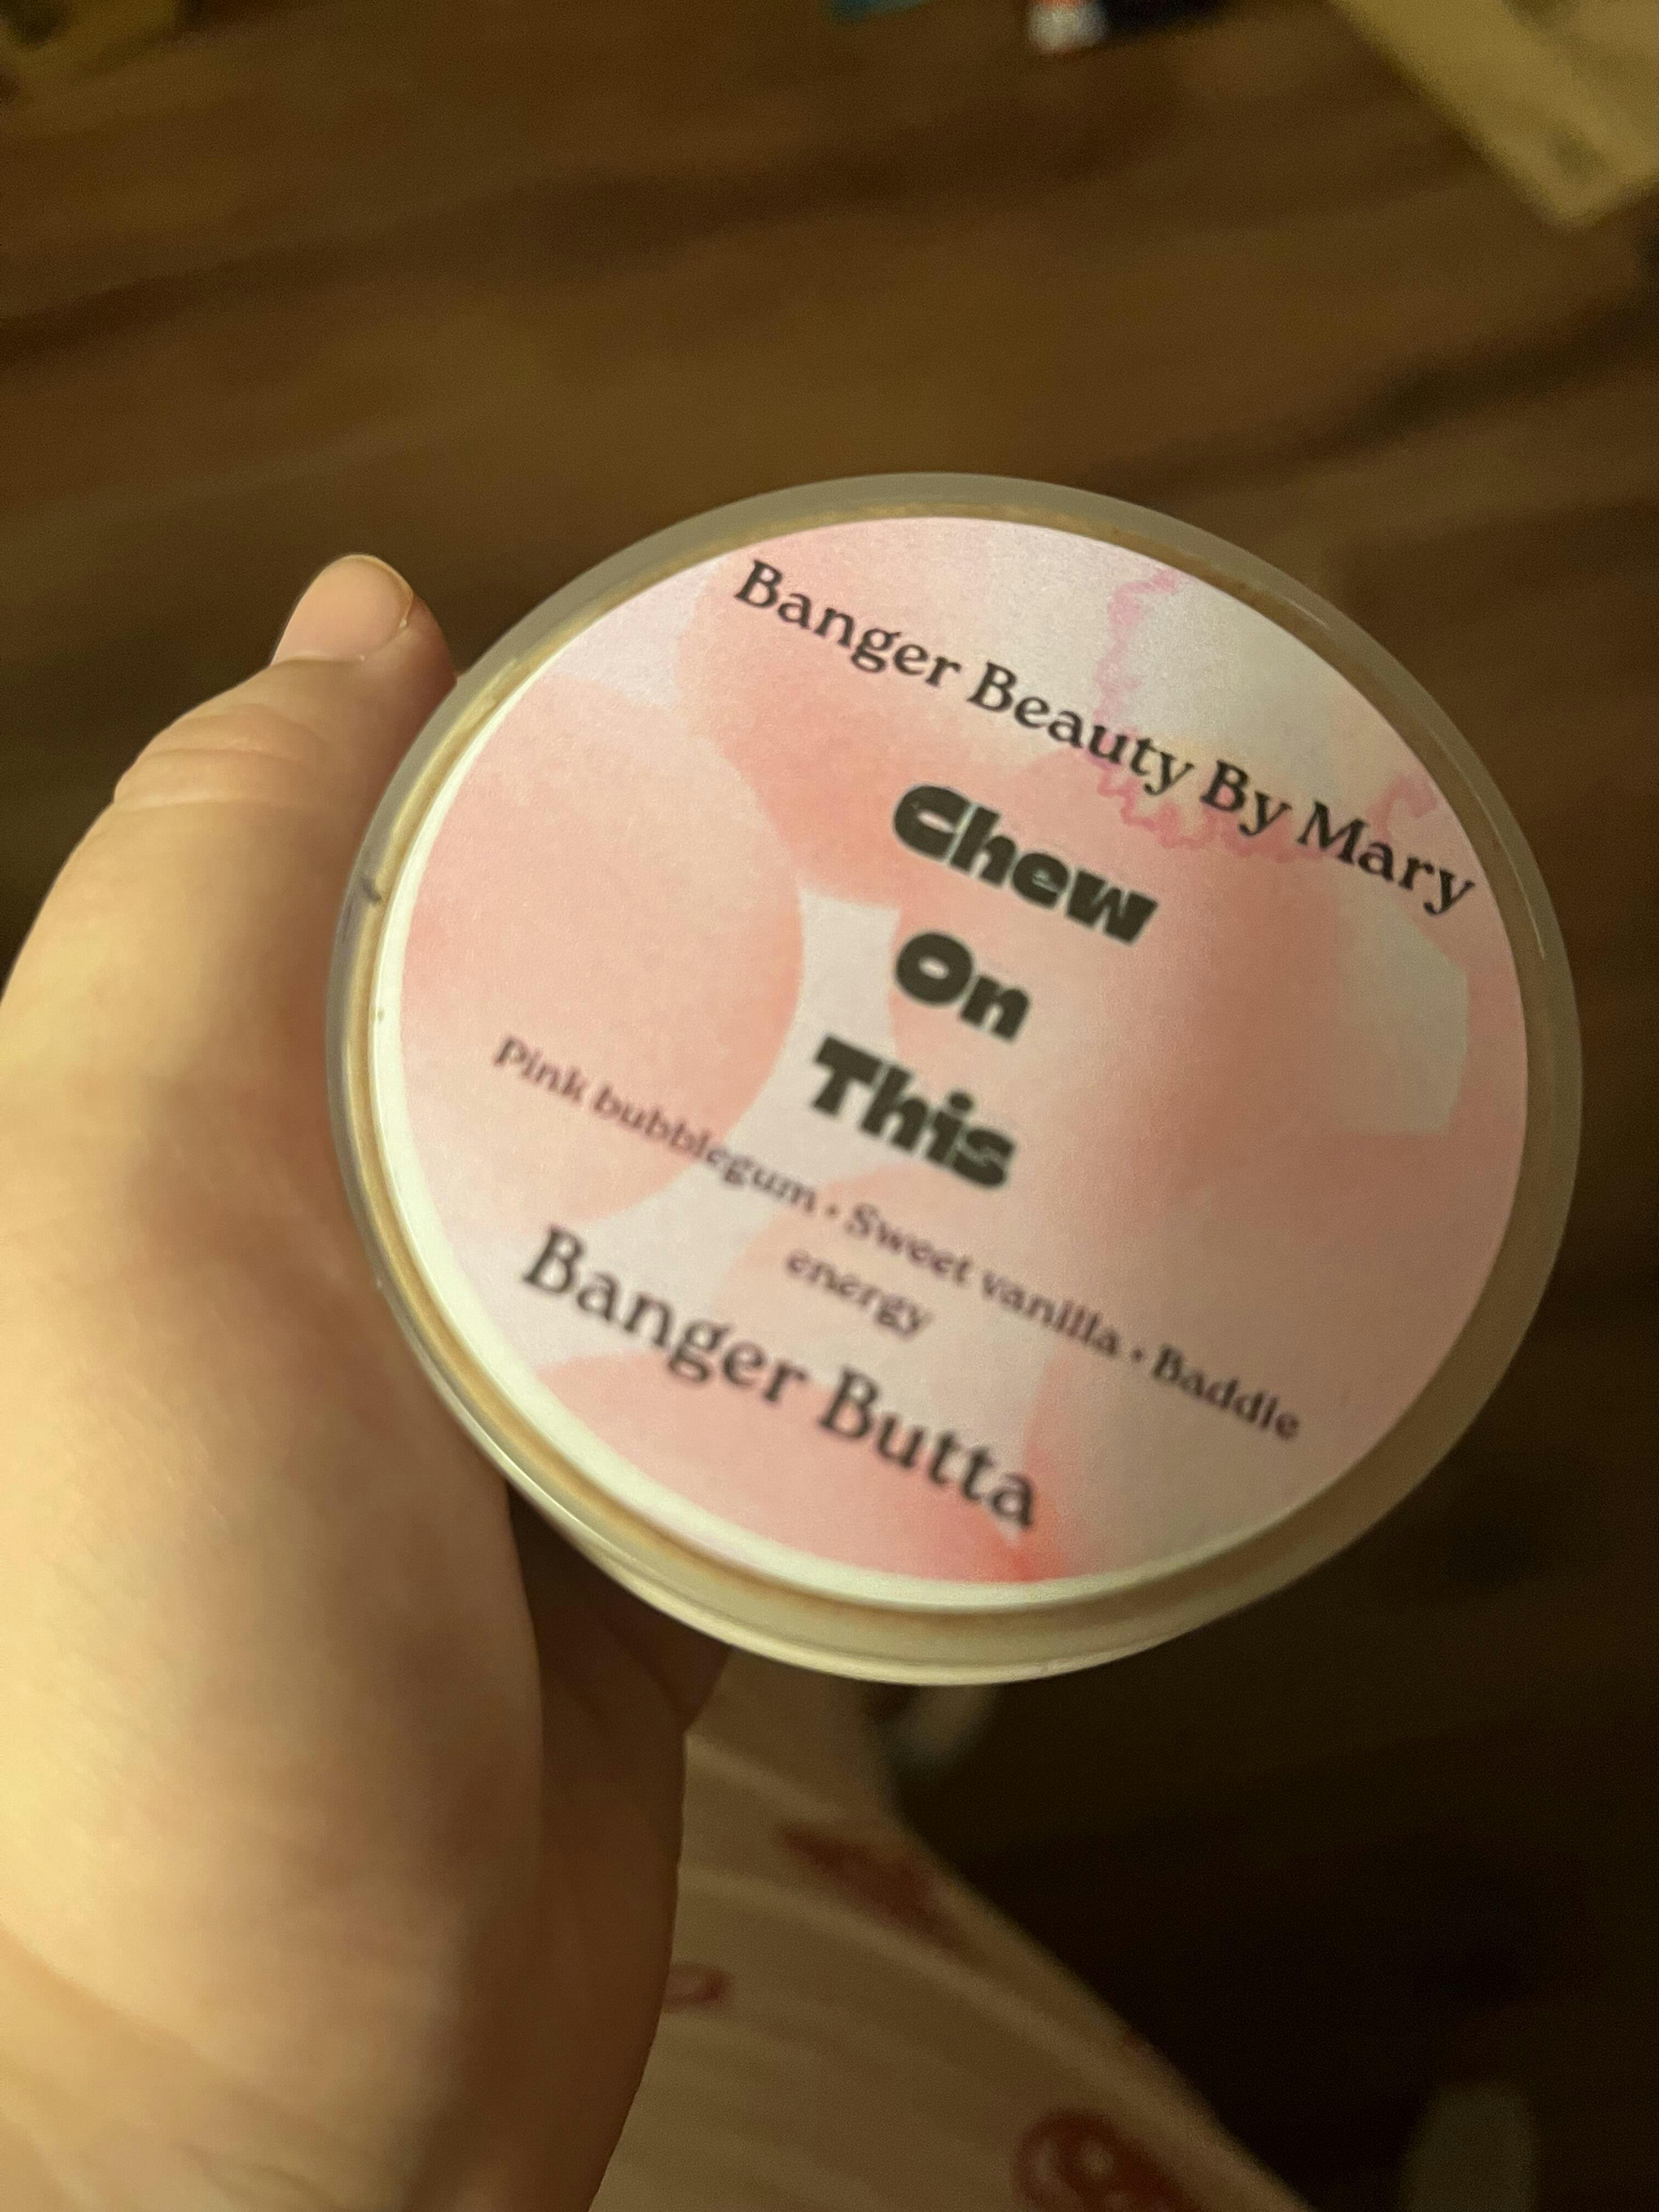 Banger Beauty By Mary
Chew
On
This
Pink bubblegum • Sweet vanilla • Baddie
energy
Banger Butta